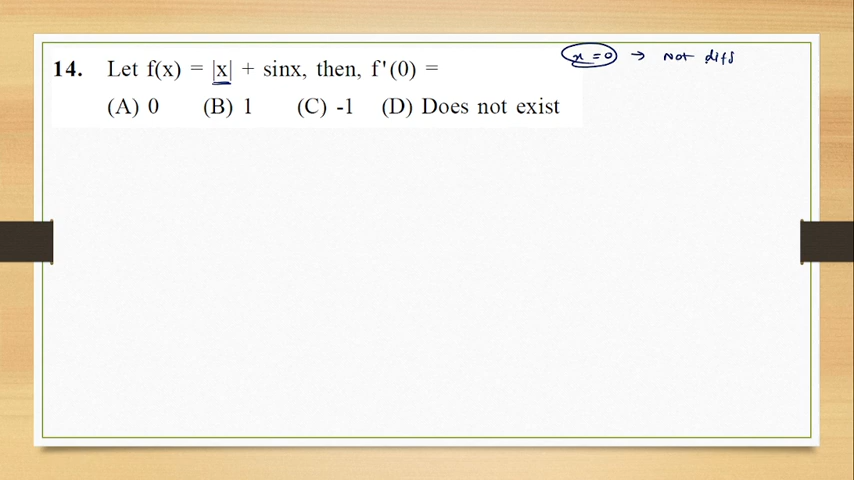 x = 0 → Not diff
14. Let f(x) = |x| + sinx, then, f'(0) =
(A) 0 (B) 1 (C) -1 (D) Does not exist